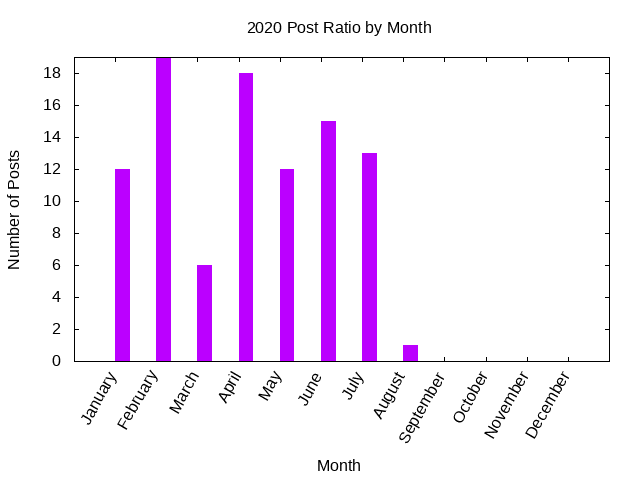 2020 Post Ratio by Month
Number of Posts
18
16
14
12
10
8
6
4
2
0
January
February
March
April
May
June
July
August
September
October
November
December
Month